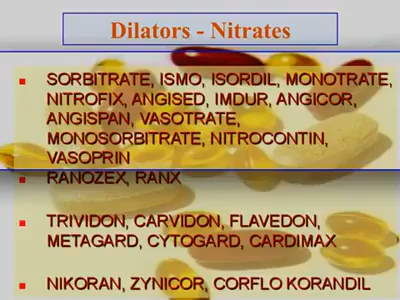 Dilators - Nitrates
SORBITRATE, ISMO, ISORDIL, MONOTRATE,
NITROFIX, ANGISED, IMDUR, ANGICOR,
ANGISPAN, VASOTRATE,
MONOSORBITRATE, NITROCONTIN,
VASOPRIN
RANOZEX, RANX
TRIVIDON, CARVIDON, FLAVEDON,
METAGARD, CYTOGARD, CARDIMAX
NIKORAN, ZYNICOR, CORFLO KORANDIL